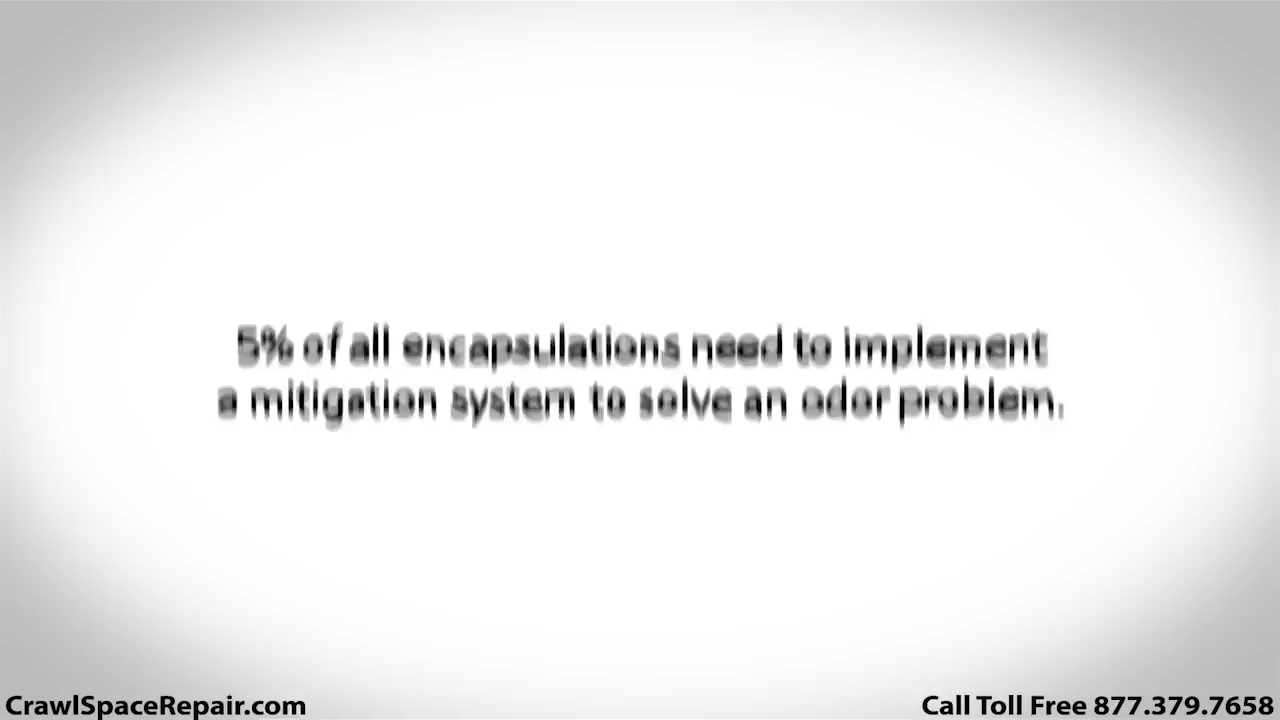 5% of all encapsulations need to implement
a mitigation system to solve an odor problem.
CrawlSpaceRepair.com
Call Toll Free 877.379.7658